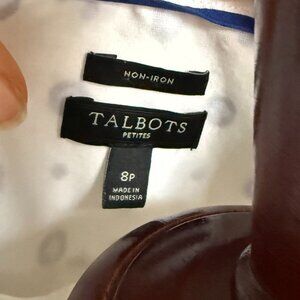 NON-IRON
TALBOTS
PETITES
8P
MADE IN
INDONESIA